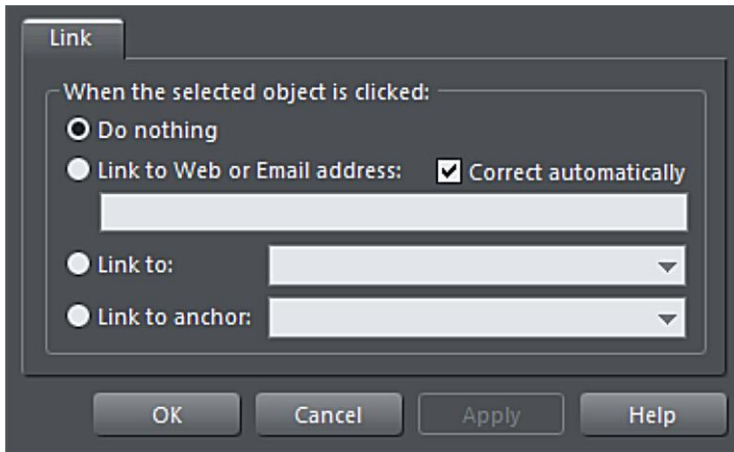 Link
When the selected object is clicked:
Do nothing
Link to Web or Email address: Correct automatically
Link to:
Link to anchor:
OK Cancel Apply Help